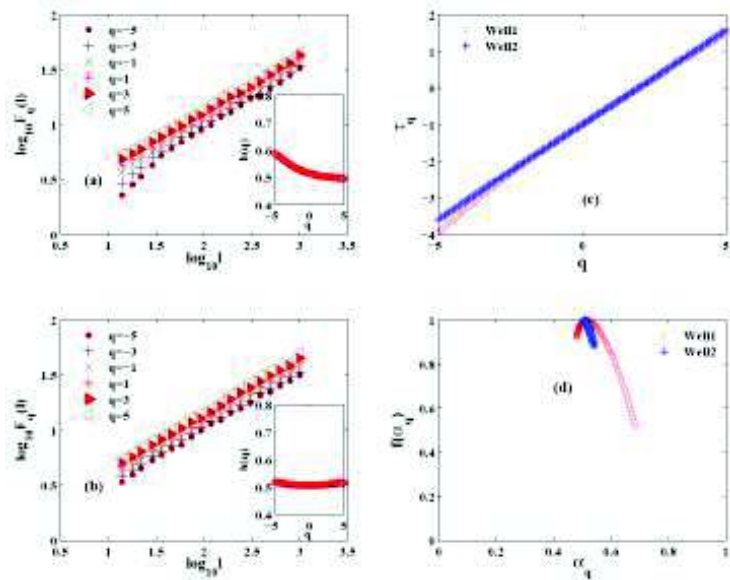 2
q=−5
q=−3
q=−1
q=1
q=3
q=5
log10Fq(l)
1.5
1
0.5
0
(a)
0.8
0.7
0.6
0.5
0.4
h(q)
−5 0 5
q
0.5 1 1.5 2 2.5 3 3.5
log10l
2
1
0
−1
−2
−3
−4
Well1
Well2
τq
(c)
−5 0 5
q
2
q=−5
q=−3
q=−1
q=1
q=3
q=5
log10Fq(l)
1.5
1
0.5
0
(b)
0.8
0.7
0.6
0.5
0.4
h(q)
−5 0 5
q
0.5 1 1.5 2 2.5 3 3.5
log10l
1
0.8
0.6
0.4
0.2
0
Well1
Well2
f(αq)
(d)
0 0.2 0.4 0.6 0.8 1
αq